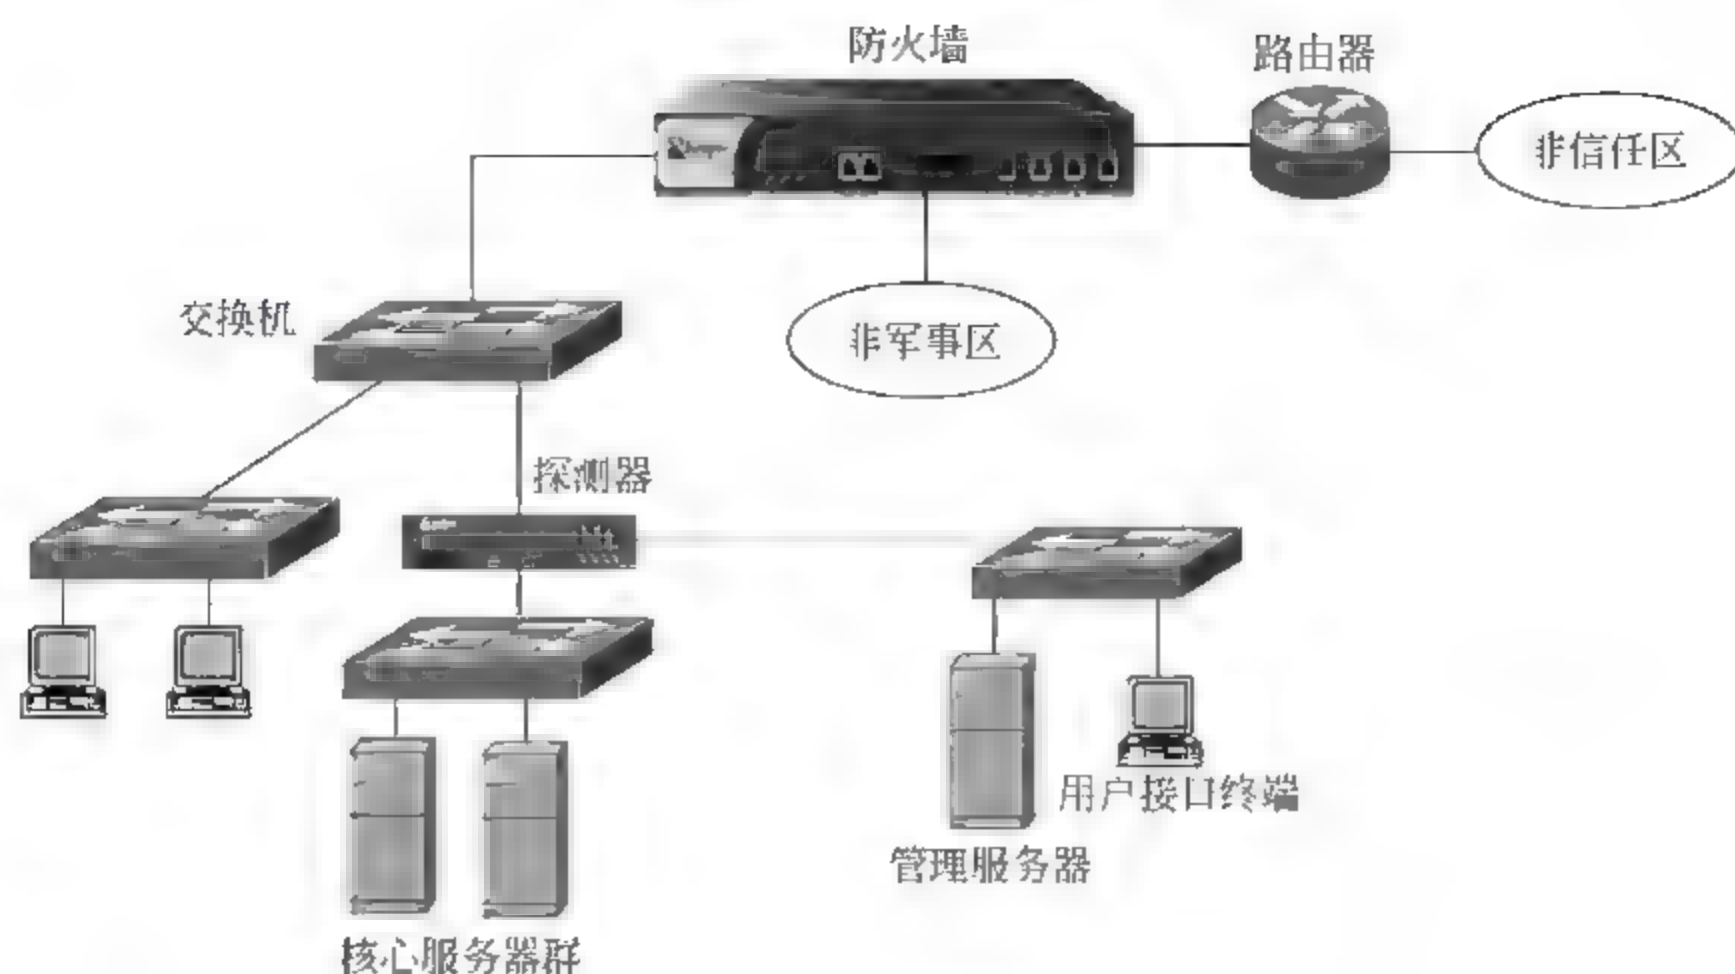 防火墙
路由器
非信任区
交换机
非军事区
探测器
用户接口终端
管理服务器
核心服务器群